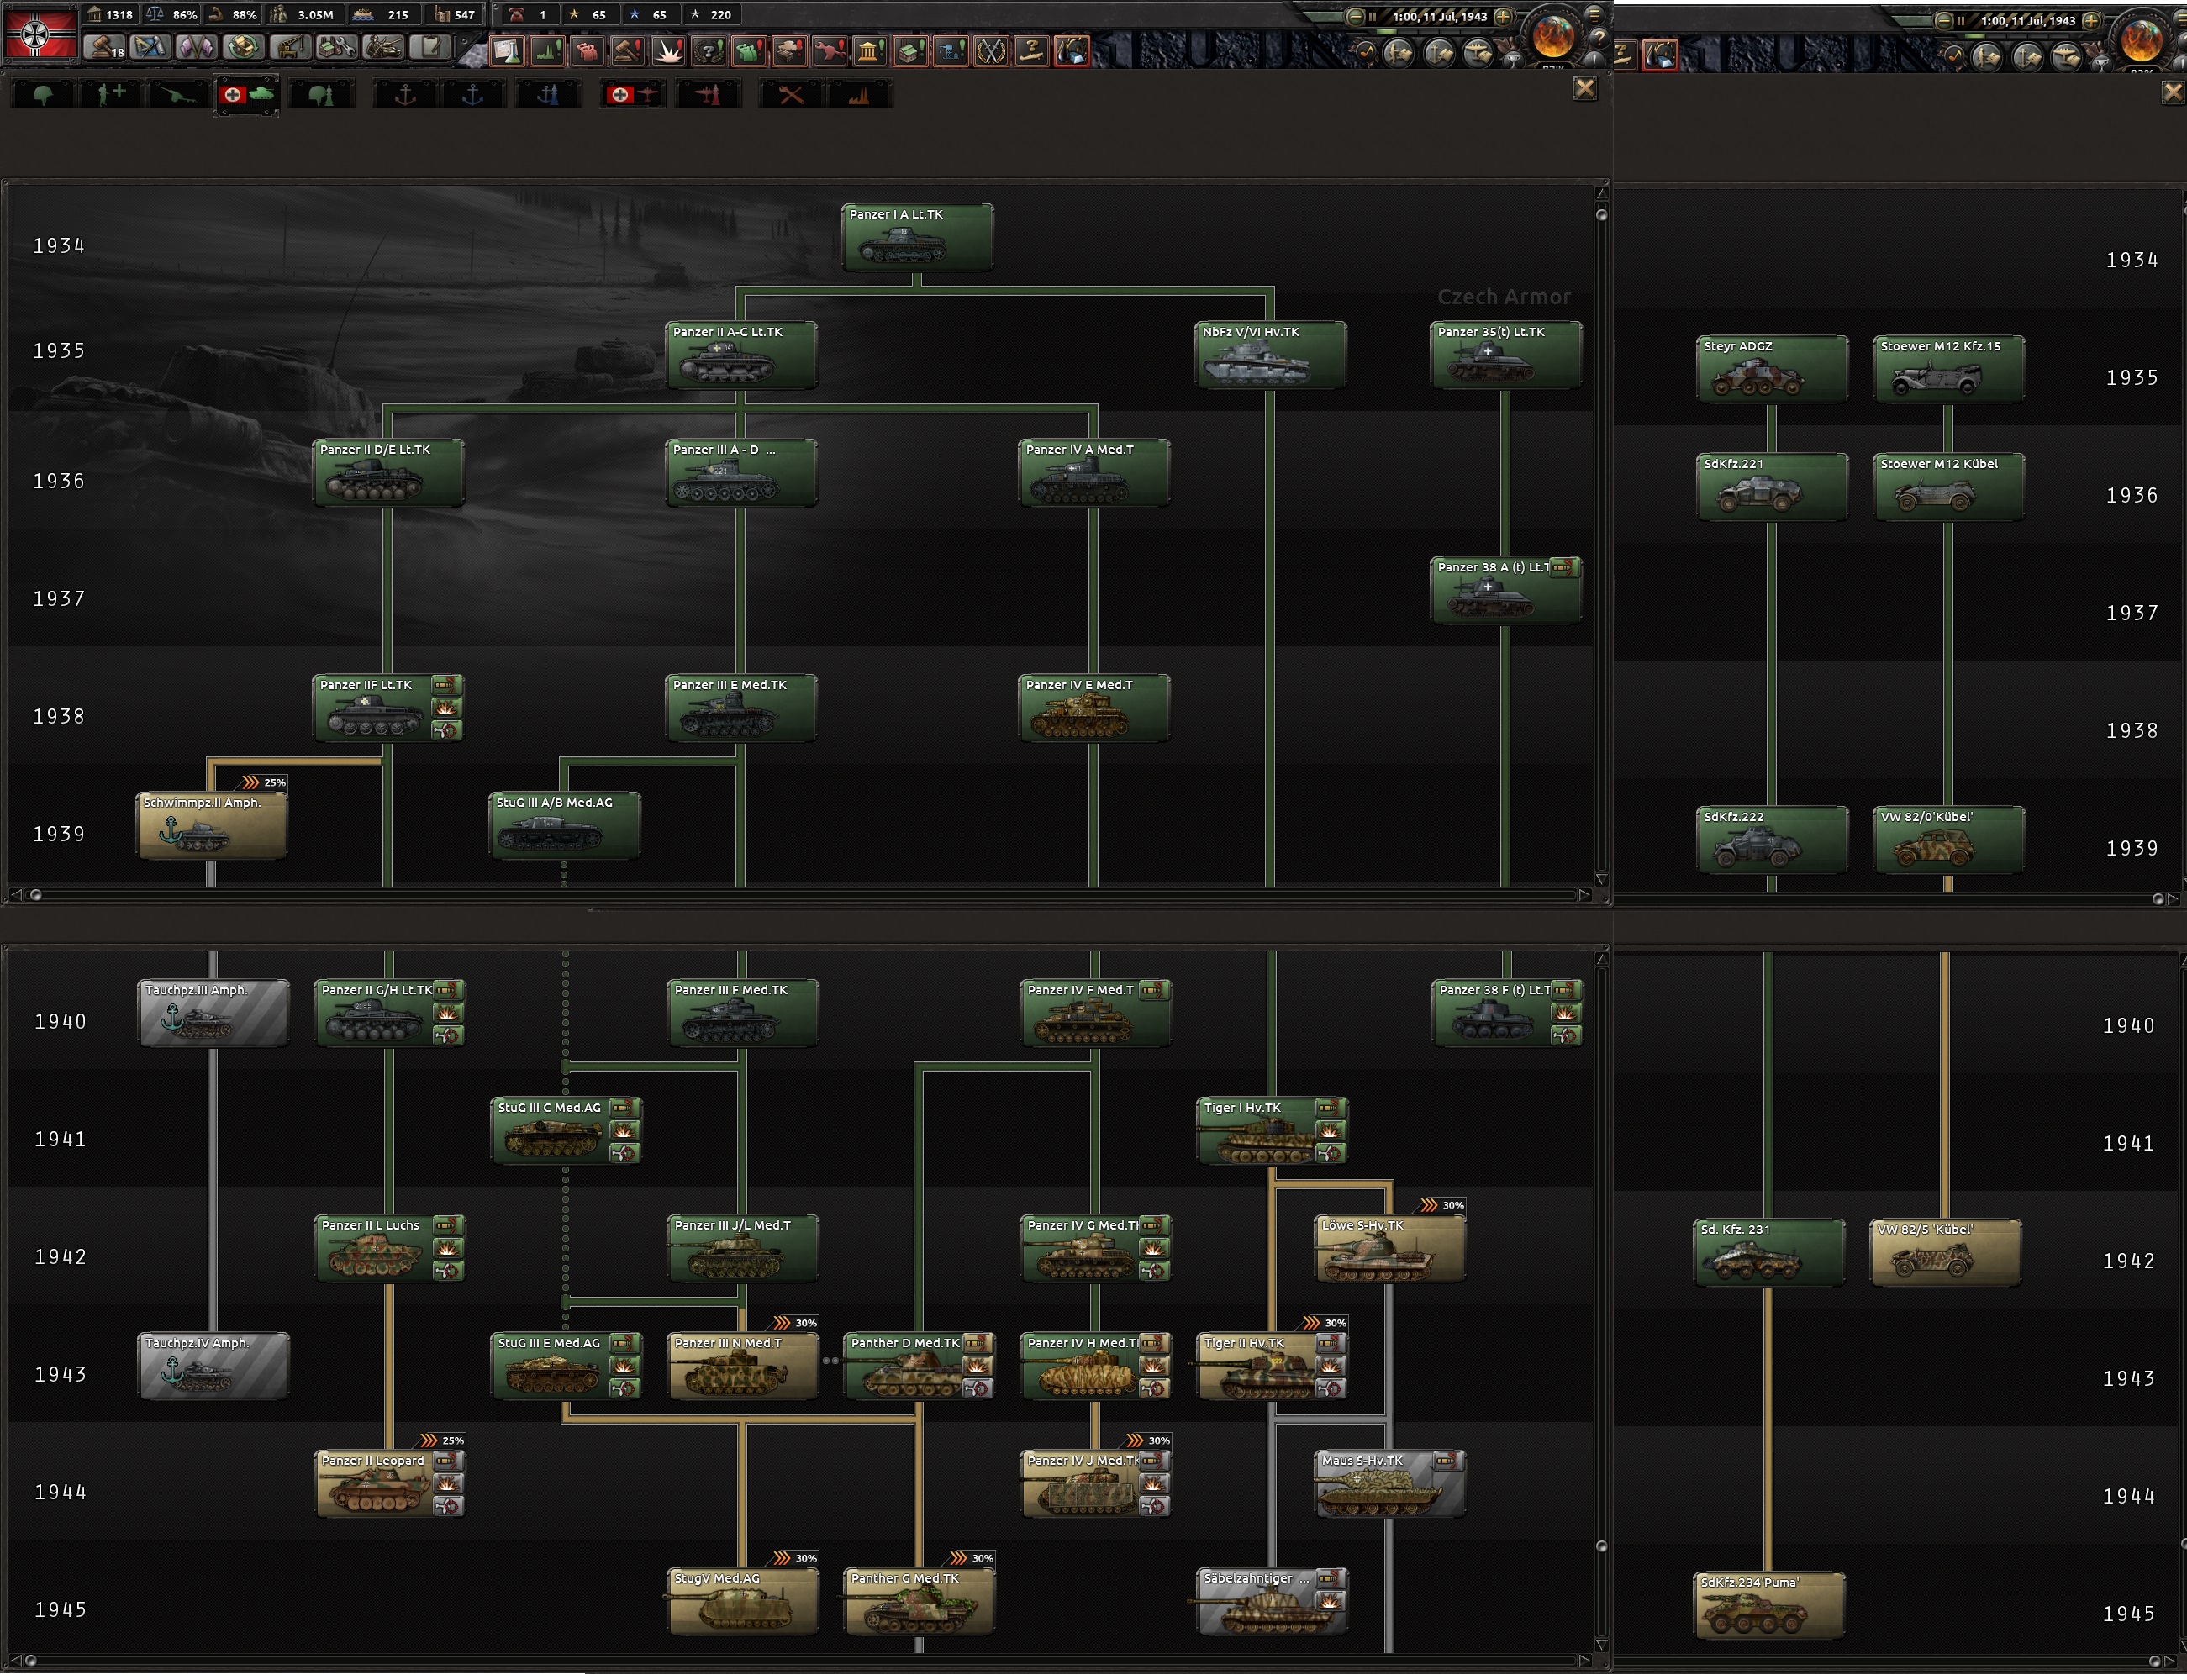 1318 86% 88% 3.05M 215 547 1 65 65 220 1:00, 11 Jul, 1943 1:00, 11 Jul, 1943
18
1934
Panzer I A Lt.TK
1934
Czech Armor
1935
Panzer II A-C Lt.TK
NbFz V/VI Hv.TK
Panzer 35(t) Lt.TK
Steyr ADGZ
Stoewer M12 Kfz.15
1935
1936
Panzer II D/E Lt.TK
Panzer III A - D ...
Panzer IV A Med.T
SdKfz.221
Stoewer M12 Kübel
1936
1937
Panzer 38 A (t) Lt.T
1937
1938
Panzer IIF Lt.TK
Panzer III E Med.TK
Panzer IV E Med.T
1938
25%
1939
Schwimmpz.II Amph.
StuG III A/B Med.AG
SdKfz.222
VW 82/0'Kübel'
1939
1940
Tauchpz.III Amph.
Panzer II G/H Lt.TK
Panzer III F Med.TK
Panzer IV F Med.T
Panzer 38 F (t) Lt.T
1940
1941
StuG III C Med.AG
Tiger I Hv.TK
1941
30%
1942
Panzer II L Luchs
Panzer III J/L Med.T
Panzer IV G Med.T
Löwe S-Hv.TK
Sd. Kfz. 231
VW 82/5 'Kübel'
1942
30%
30%
1943
Tauchpz.IV Amph.
StuG III E Med.AG
Panzer III N Med.T
Panther D Med.TK
Panzer IV H Med.T
Tiger II Hv.TK
1943
25%
30%
1944
Panzer II Leopard
Panzer IV J Med.TK
Maus S-Hv.TK
1944
30%
30%
1945
StugV Med.AG
Panther G Med.TK
Säbelzahntiger ...
SdKfz.234'Puma'
1945